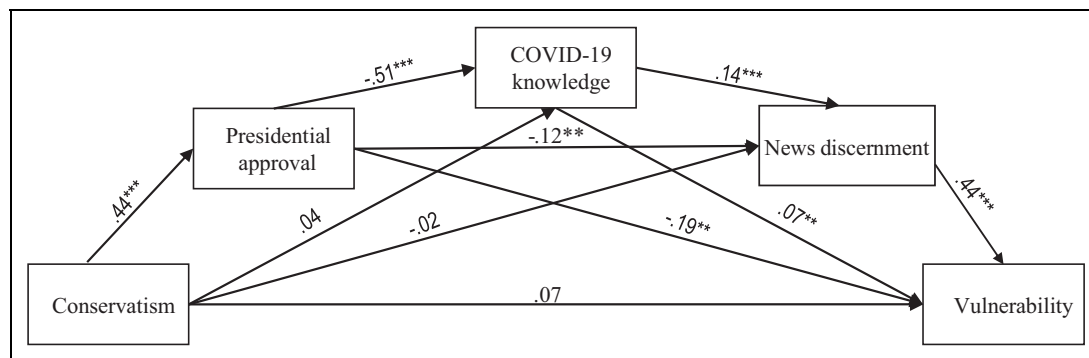 COVID-19
knowledge
-.51***
.14***
Presidential
approval
-.12**
News discernment
.44***
.04
-.02
-.19**
.07**
.44***
Conservatism
.07
Vulnerability